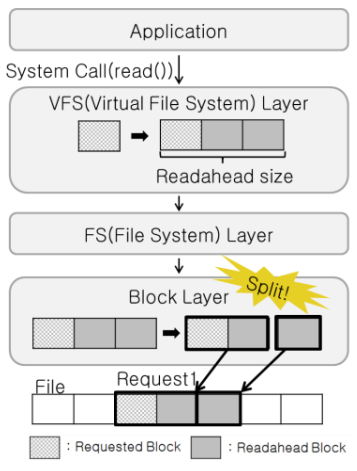 Application
System Call(read())
VFS(Virtual File System) Layer
Readahead size
FS(File System) Layer
Split!
Block Layer
File
Request1
: Requested Block
: Readahead Block